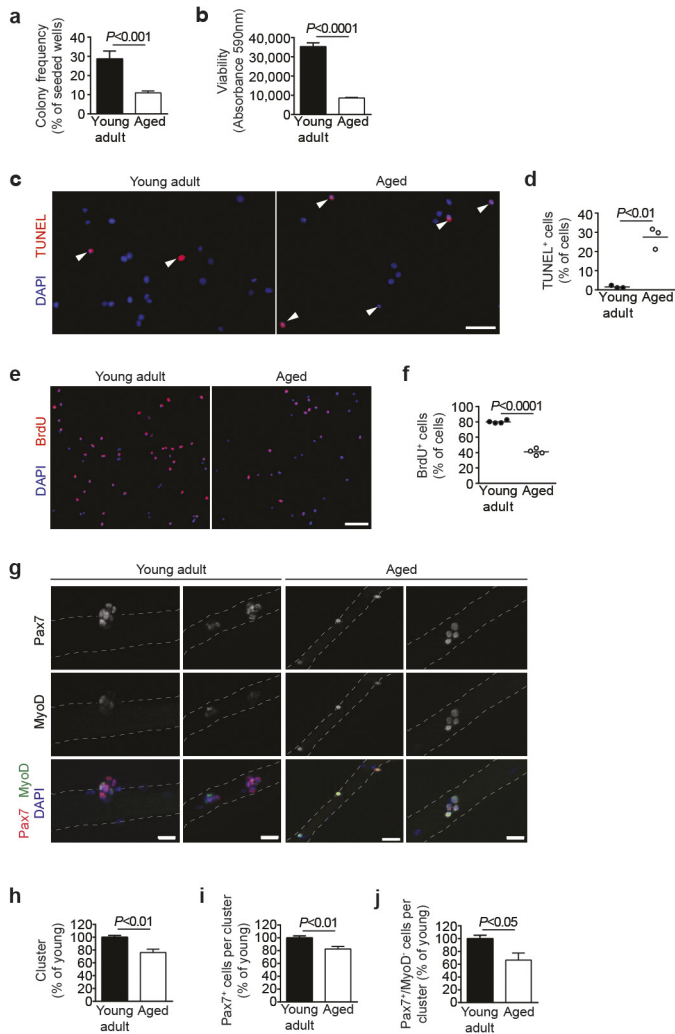 a
P<0.001
Colony frequency
(% of seeded wells)
40
30
20
10
0
Young Aged
adult
b
P<0.0001
Viability
(Absorbance 590nm)
40,000
30,000
20,000
10,000
0
Young Aged
adult
c
Young adult
Aged
DAPI TUNEL
d
P<0.01
TUNEL+ cells
(% of cells)
40
30
20
10
0
Young Aged
adult
e
Young adult
Aged
DAPI BrdU
f
P<0.0001
BrdU+ cells
(% of cells)
100
80
60
40
20
0
Young Aged
adult
g
Young adult
Aged
Pax7
MyoD
Pax7 MyoD
DAPI
h
P<0.01
Cluster
(% of young)
120
100
80
60
40
20
0
Young Aged
adult
i
P<0.01
Pax7+ cells per cluster
(% of young)
120
100
80
60
40
20
0
Young Aged
adult
j
P<0.05
Pax7+/MyoD- cells per
cluster (% of young)
120
100
80
60
40
20
0
Young Aged
adult